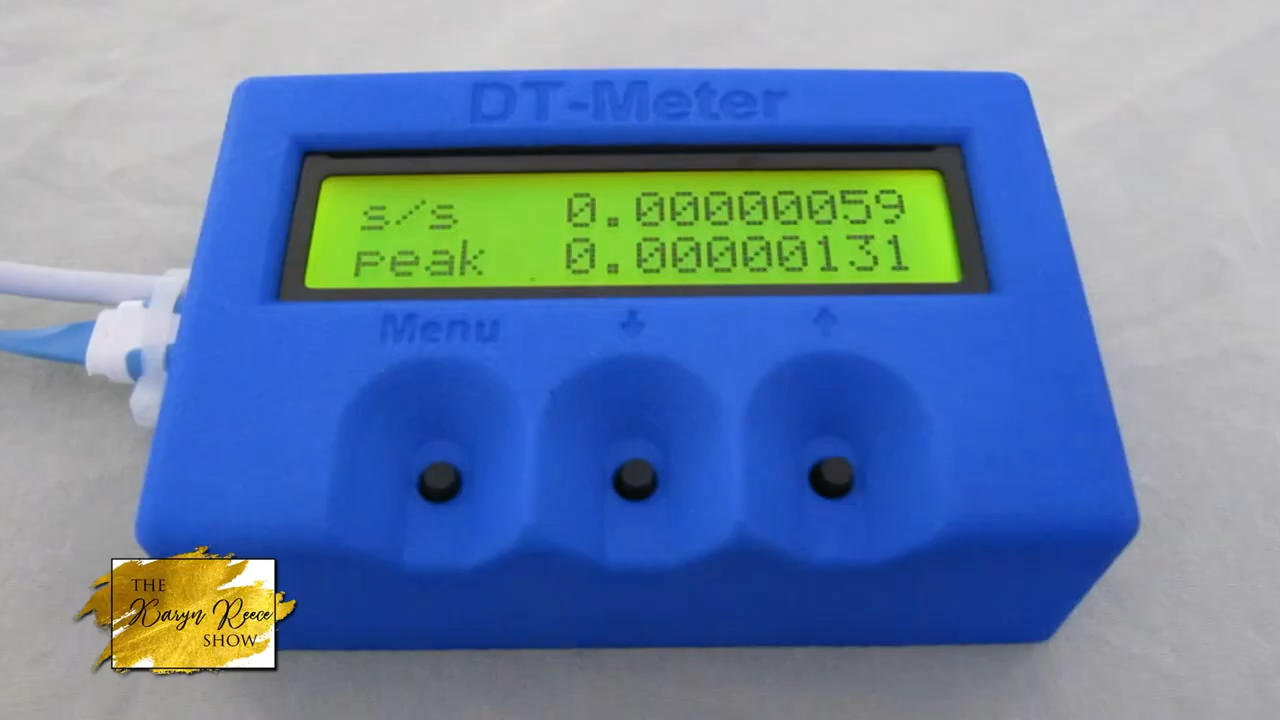 DT-Meter
s/s 0.00000059
peak 0.00000131
Menu ↓ ↑
THE
Karyn Reece
SHOW